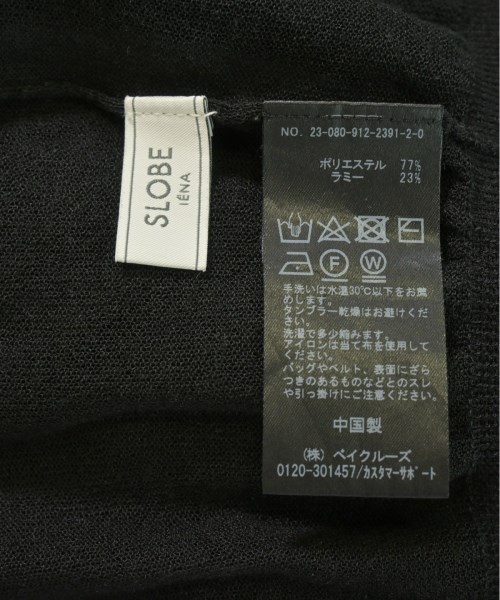 SLOBE
IÉNA
NO. 23-080-912-2391-2-0
ポリエステル 77%
ラミー 23%
F W
手洗いは水温30℃以下をお薦
めします。
タンブラー乾燥はお避けくだ
さい。
洗濯で多少縮みます。
アイロンは当て布を使用して
ください。
バッグやベルト、表面にざら
つきのあるものなどとのスレ
や引っ掛けにご注意ください。
中国製
(株) ベイクルーズ
0120-301457/カスタマーサポート